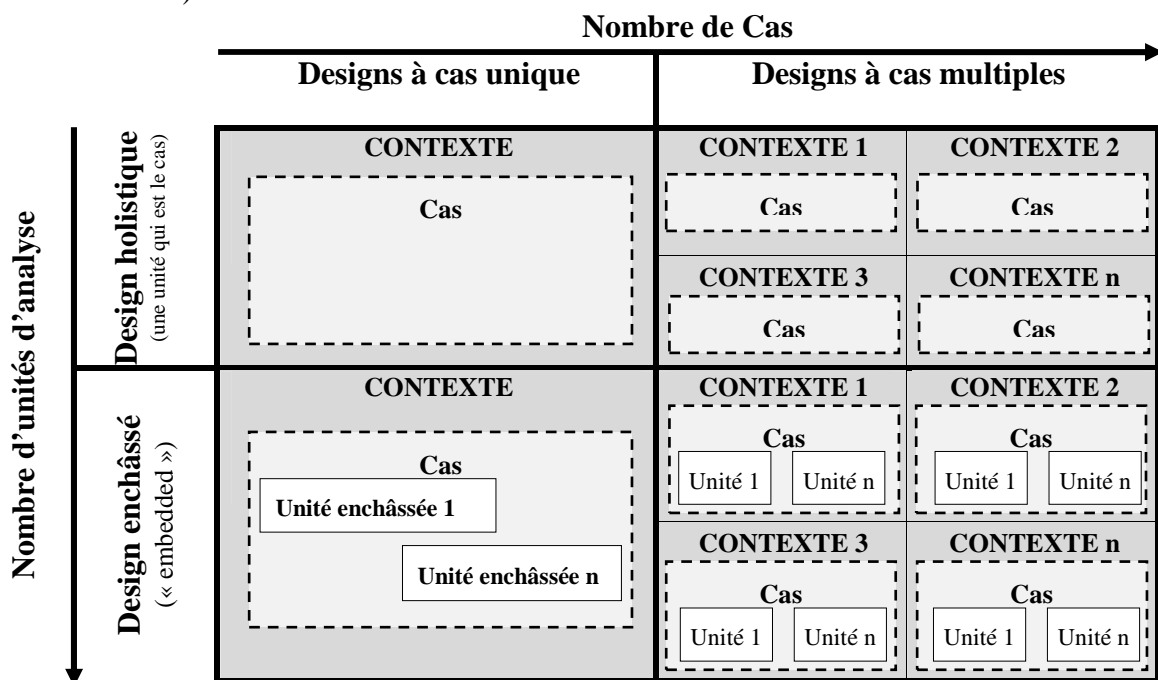 )
Nombre de Cas
Designs à cas unique
Designs à cas multiples
Nombre d'unités d'analyse
Design holistique
(une unité qui est le cas)
CONTEXTE
Cas
CONTEXTE 1
Cas
CONTEXTE 2
Cas
CONTEXTE 3
Cas
CONTEXTE n
Cas
Design enchâssé
(« embedded »)
CONTEXTE
Cas
Unité enchâssée 1
Unité enchâssée n
CONTEXTE 1
Cas
Unité 1
Unité n
CONTEXTE 2
Cas
Unité 1
Unité n
CONTEXTE 3
Cas
Unité 1
Unité n
CONTEXTE n
Cas
Unité 1
Unité n